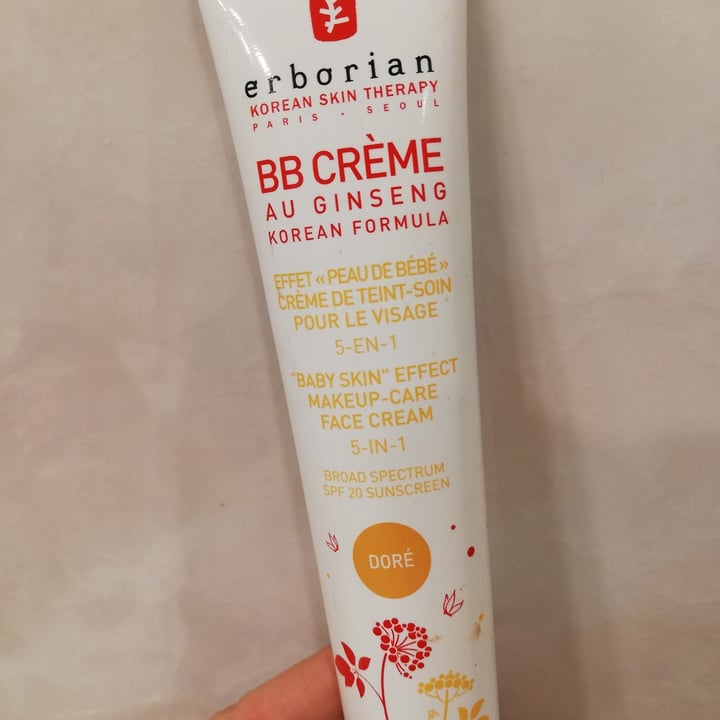 erborian
KOREAN SKIN THERAPY
PARIS · SEOUL
BB CRÈME
AU GINSENG
KOREAN FORMULA
EFFET « PEAU DE BÉBÉ »
CRÈME DE TEINT-SOIN
POUR LE VISAGE
5-EN-1
"BABY SKIN" EFFECT
MAKEUP-CARE
FACE CREAM
5-IN-1
BROAD SPECTRUM
SPF 20 SUNSCREEN
DORÉ